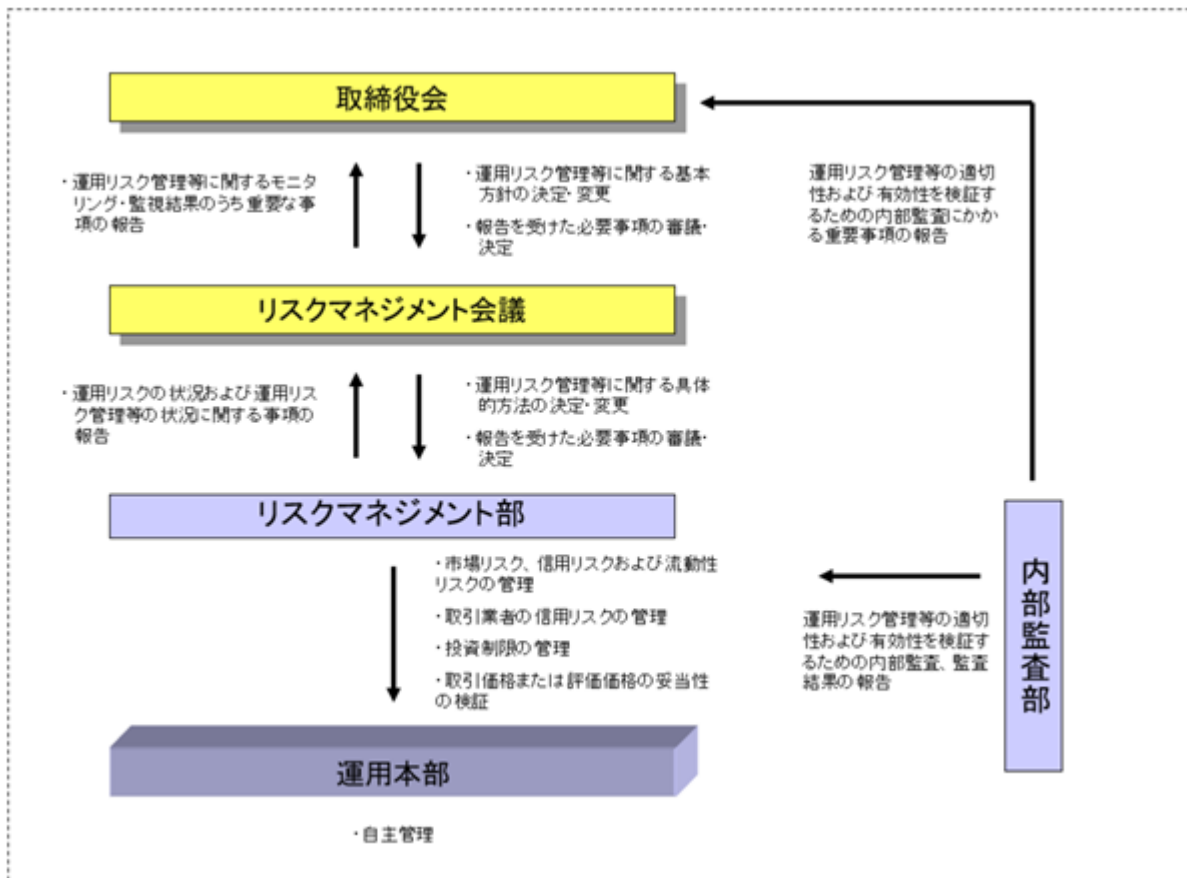 取締役会
・運用リスク管理等に関するモニタ
リング・監視結果のうち重要な事
項の報告
・運用リスク管理等に関する基本
方針の決定・変更
・報告を受けた必要事項の審議・
決定
運用リスク管理等の適切
性および有効性を検証す
るための内部監査にかか
る重要事項の報告
リスクマネジメント会議
・運用リスクの状況および運用リス
ク管理等の状況に関する事項の
報告
・運用リスク管理等に関する具体
的方法の決定・変更
・報告を受けた必要事項の審議・
決定
リスクマネジメント部
・市場リスク、信用リスクおよび流動性
リスクの管理
・取引業者の信用リスクの管理
・投資制限の管理
・取引価格または評価価格の妥当性
の検証
運用リスク管理等の適切
性および有効性を検証す
るための内部監査、監査
結果の報告
内部監査部
運用本部
・自主管理